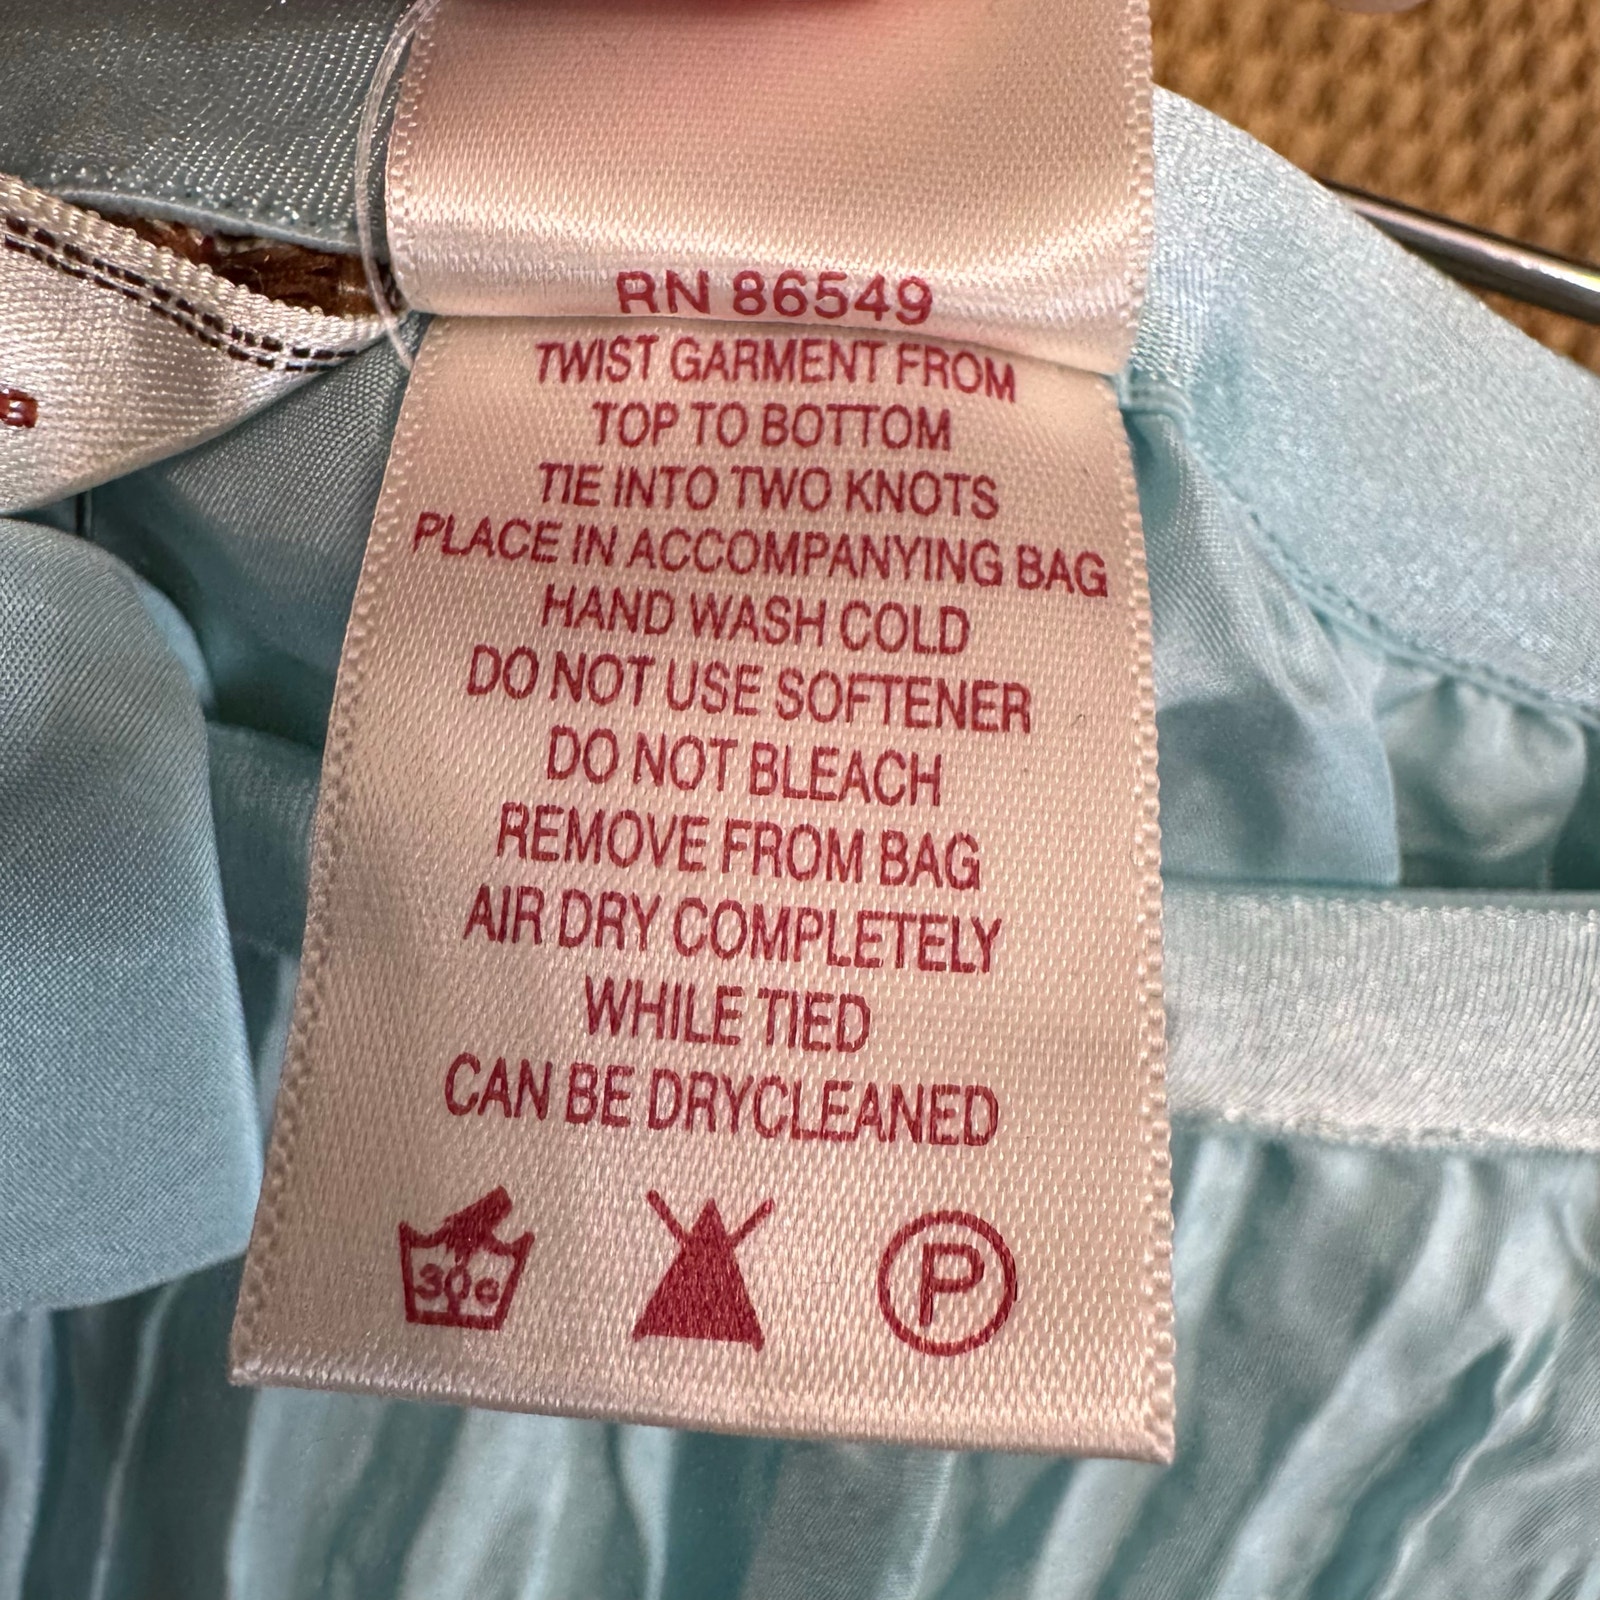 RN 86549
TWIST GARMENT FROM
TOP TO BOTTOM
TIE INTO TWO KNOTS
PLACE IN ACCOMPANYING BAG
HAND WASH COLD
DO NOT USE SOFTENER
DO NOT BLEACH
REMOVE FROM BAG
AIR DRY COMPLETELY
WHILE TIED
CAN BE DRYCLEANED
30c P